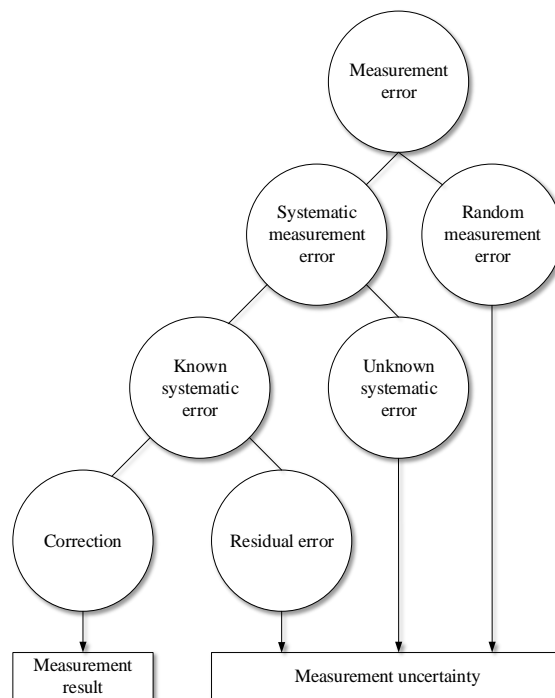 Measurement
error
Systematic
measurement
error
Random
measurement
error
Known
systematic
error
Unknown
systematic
error
Correction
Residual error
Measurement
result
Measurement uncertainty